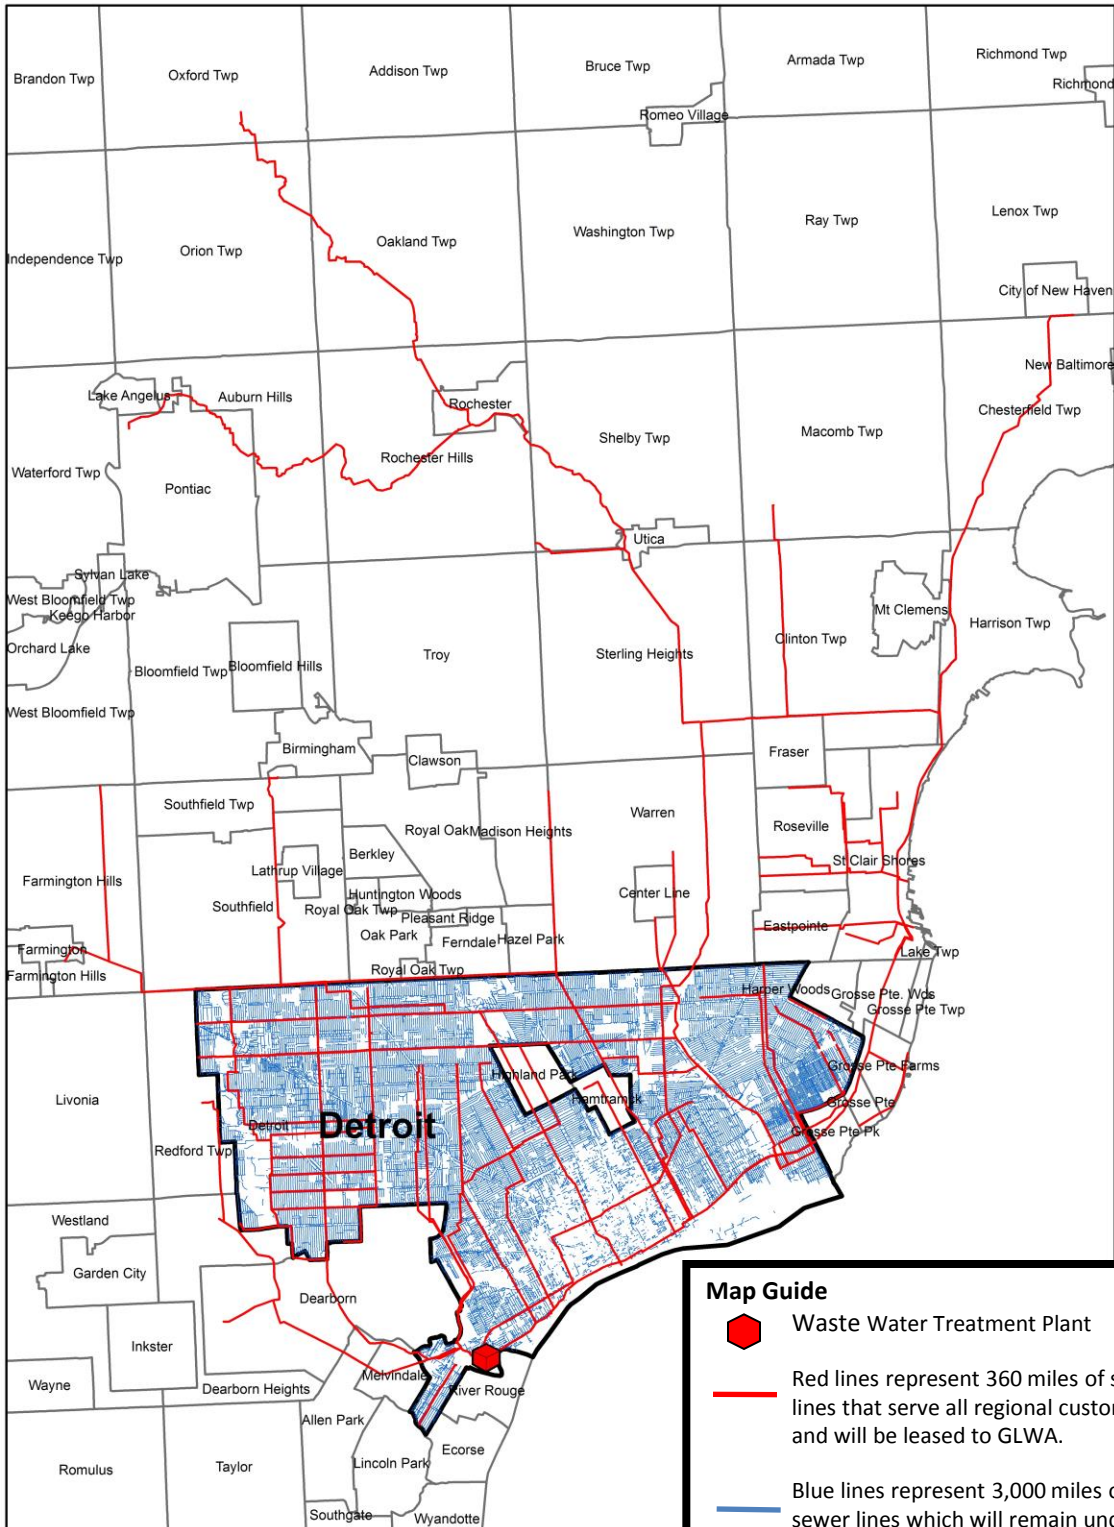 Brandon Twp
Oxford Twp
Addison Twp
Bruce Twp
Armada Twp
Richmond Twp
Richmond
Romeo Village
Independence Twp
Orion Twp
Oakland Twp
Washington Twp
Ray Twp
Lenox Twp
City of New Haven
New Baltimore
Lake Angelus
Auburn Hills
Rochester
Chesterfield Twp
Shelby Twp
Macomb Twp
Rochester Hills
Waterford Twp
Pontiac
Utica
Sylvan Lake
West Bloomfield Twp
Keego Harbor
Orchard Lake
Mt Clemens
Harrison Twp
Clinton Twp
Bloomfield Twp
Bloomfield Hills
Troy
Sterling Heights
West Bloomfield Twp
Birmingham
Clawson
Fraser
Southfield Twp
Royal Oak
Madison Heights
Warren
Roseville
Berkley
St Clair Shores
Farmington Hills
Lathrup Village
Huntington Woods
Center Line
Southfield
Royal Oak Twp
Pleasant Ridge
Eastpointe
Oak Park
Ferndale
Hazel Park
Farmington
Lake Twp
Farmington Hills
Royal Oak Twp
Harper Woods
Grosse Pte. Wds
Grosse Pte Twp
Highland Park
Grosse Pte Farms
Livonia
Hamtramck
Grosse Pte
Detroit
Detroit
Grosse Pte Pk
Redford Twp
Westland
Garden City
Dearborn
Inkster
Wayne
Dearborn Heights
Melvindale
River Rouge
Allen Park
Ecorse
Lincoln Park
Romulus
Taylor
Southgate
Wyandotte
Map Guide
Waste Water Treatment Plant
Red lines represent 360 miles of s
lines that serve all regional custom
and will be leased to GLWA.
Blue lines represent 3,000 miles o
sewer lines which will remain und